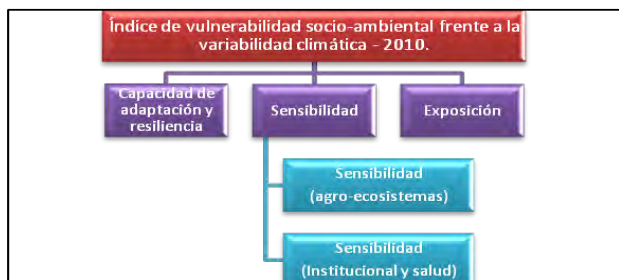 Índice de vulnerabilidad socio-ambiental frente a la
variabilidad climática - 2010.
Capacidad de
adaptación y
resiliencia
Sensibilidad
Exposición
Sensibilidad
(agro-ecosistemas)
Sensibilidad
(Institucional y salud)